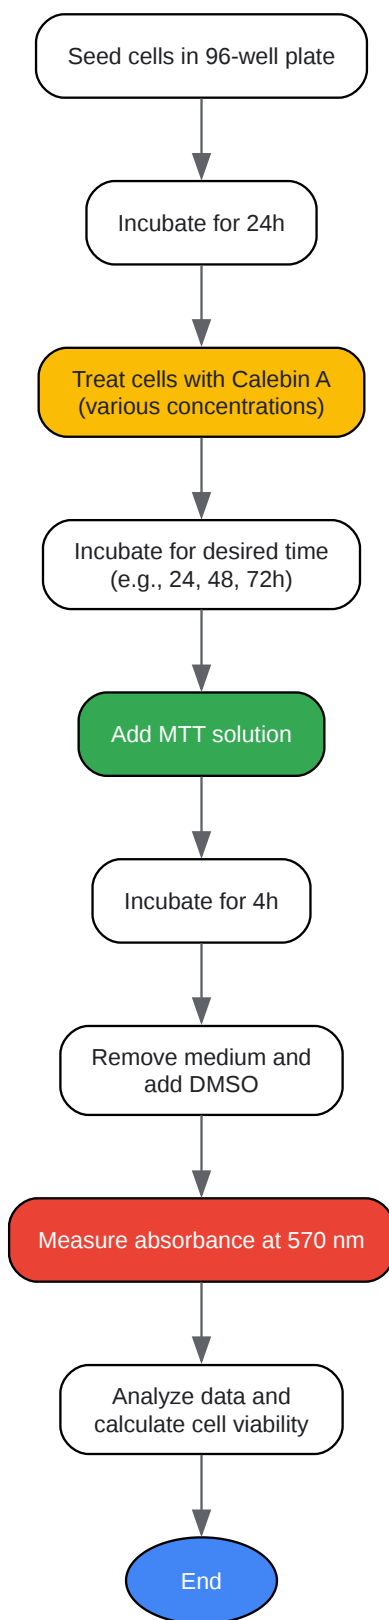 Seed cells in 96-well plate
Incubate for 24h
Treat cells with Calebin A
(various concentrations)
Incubate for desired time
(e.g., 24, 48, 72h)
Add MTT solution
Incubate for 4h
Remove medium and
add DMSO
Measure absorbance at 570 nm
Analyze data and
calculate cell viability
End